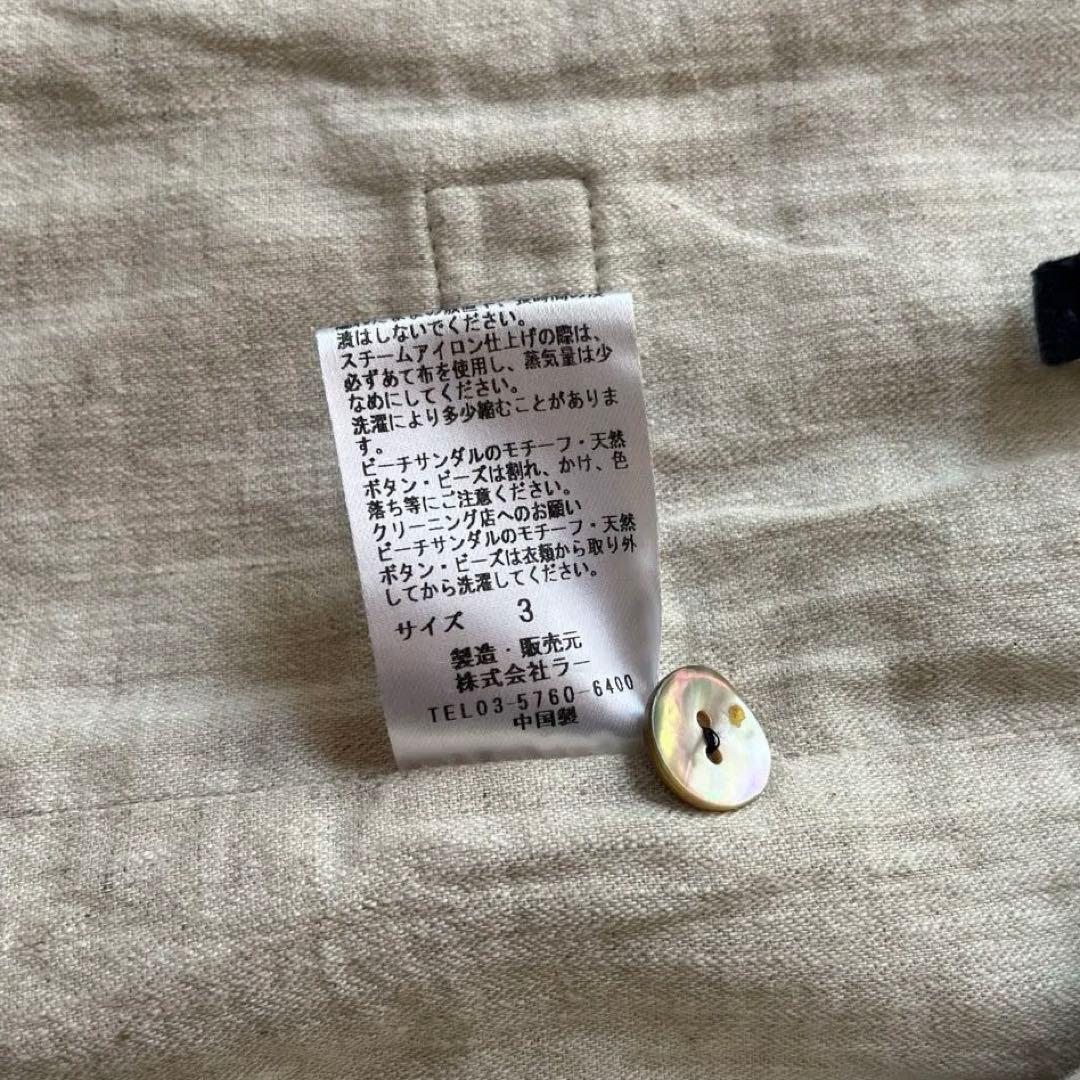 漬はしないでください。
スチームアイロン仕上げの際は、
必ずあて布を使用し、蒸気量は少
なめにしてください。
洗濯により多少縮むことがありま
す。
ビーチサンダルのモチーフ・天然
ボタン・ビーズは割れ、かけ、色
落ち等にご注意ください。
クリーニング店へのお願い
ビーチサンダルのモチーフ・天然
ボタン・ビーズは衣類から取り外
してから洗濯してください。
サイズ 3
製造・販売元
株式会社ラー
TEL03-5760-6400
中国製